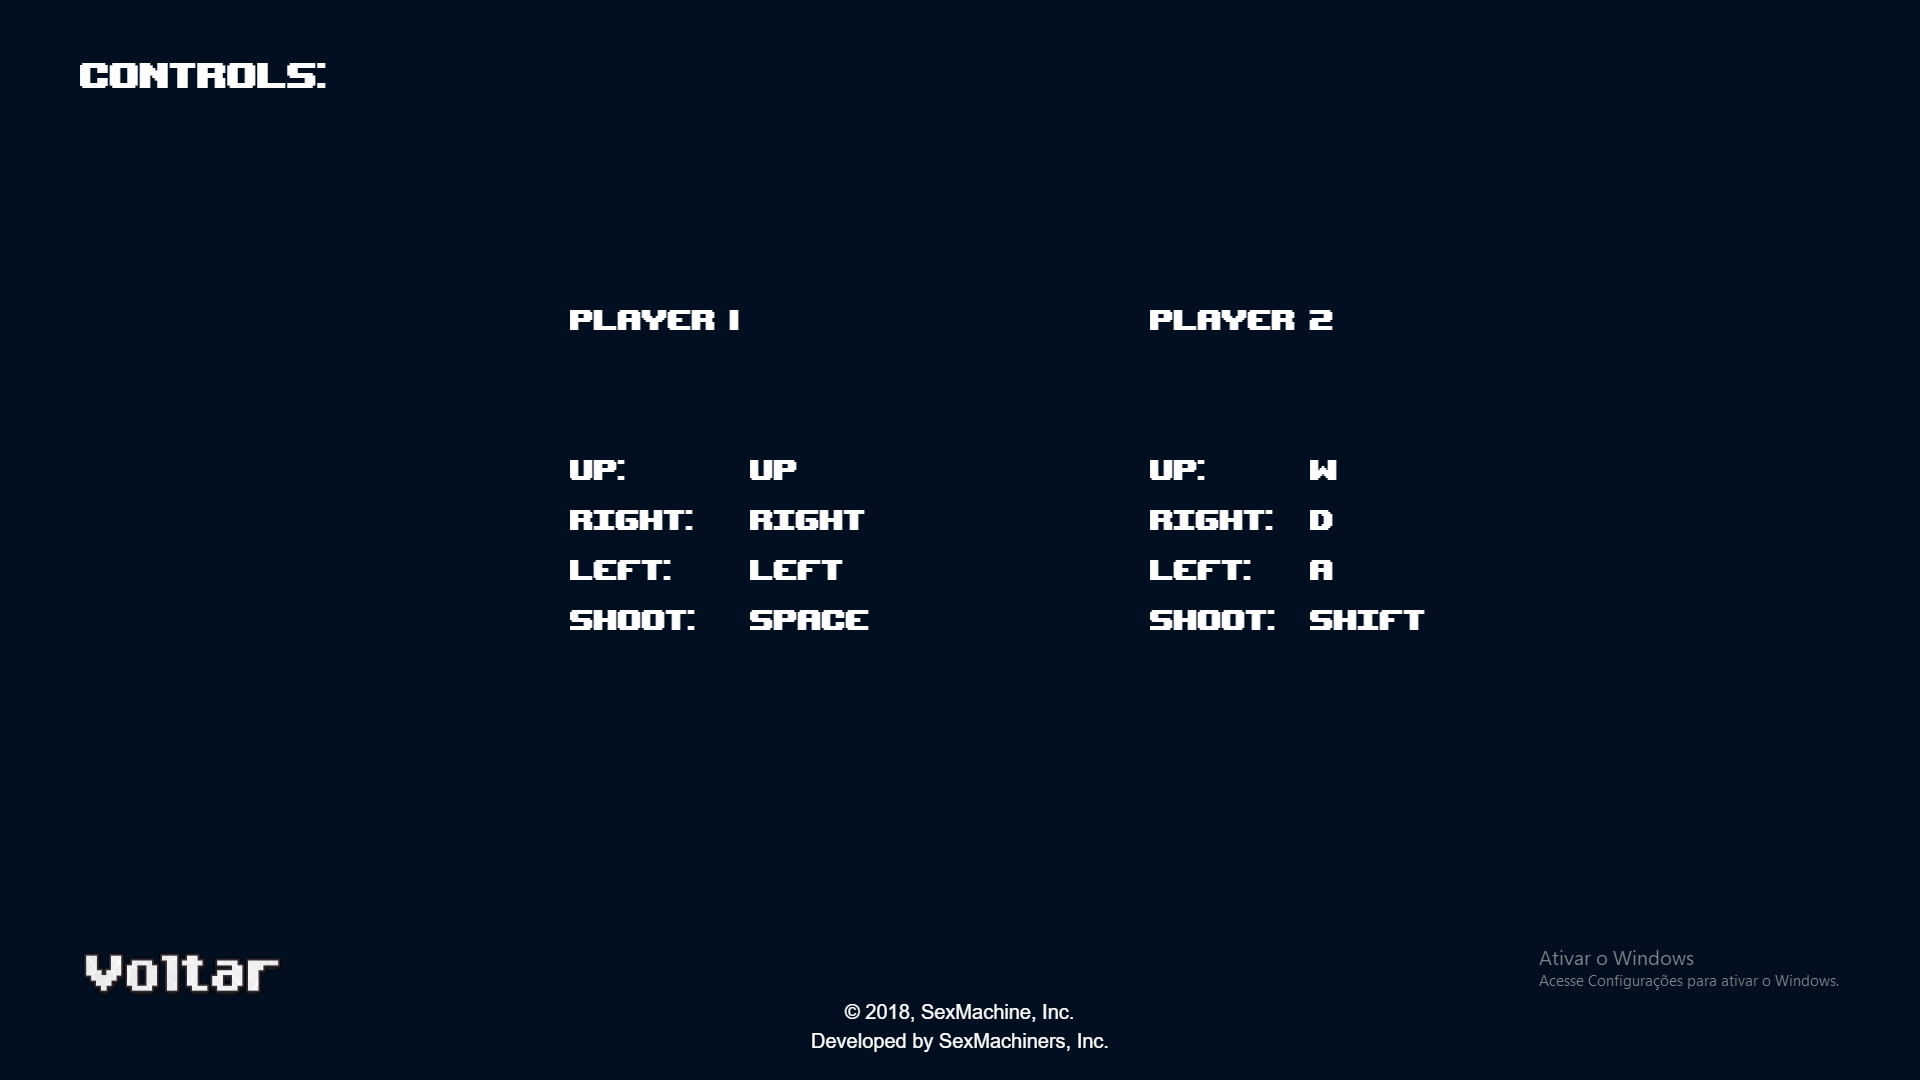 CONTROLS:
PLAYER 1 PLAYER 2
UP: UP UP: W
RIGHT: RIGHT RIGHT: D
LEFT: LEFT LEFT: A
SHOOT: SPACE SHOOT: SHIFT
Voltar
Ativar o Windows
Acesse Configurações para ativar o Windows.
© 2018, SexMachine, Inc.
Developed by SexMachiners, Inc.